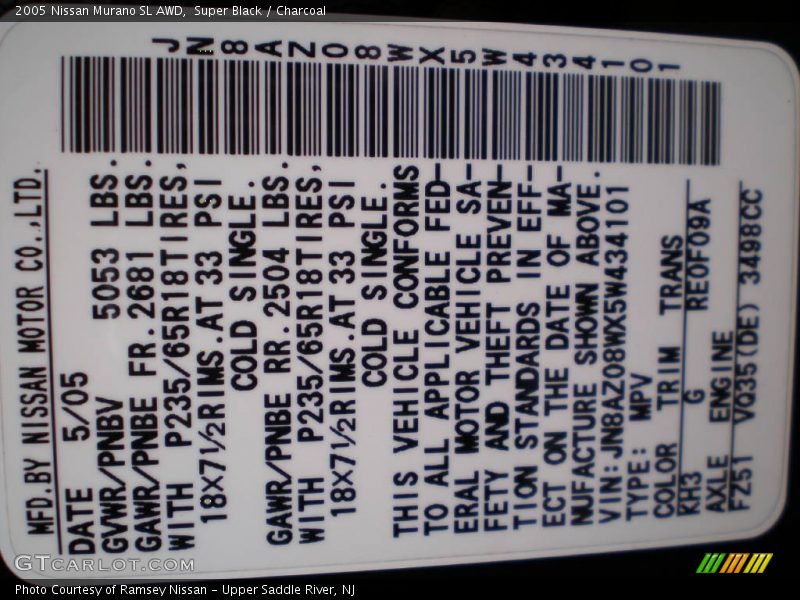 2005 Nissan Murano SL AWD,  Super Black / Charcoal
MFD.BY NISSAN MOTOR CO.,LTD.
JN8AZ08WX5W434101
DATE 5/05
GVWR/PNBV 5053 LBS.
GAWR/PNBE FR.2681 LBS.
WITH P235/65R18TIRES,
18X7½RIMS.AT 33 PSI
COLD SINGLE.
GAWR/PNBE RR.2504 LBS.
WITH P235/65R18TIRES,
18X7½RIMS.AT 33 PSI
COLD SINGLE.
THIS VEHICLE CONFORMS
TO ALL APPLICABLE FED-
ERAL MOTOR VEHICLE SA-
FETY AND THEFT PREVEN-
TION STANDARDS IN EFF-
ECT ON THE DATE OF MA-
NUFACTURE SHOWN ABOVE.
VIN:JN8AZ08WX5W434101
TYPE: MPV
COLOR TRIM TRANS
KH3 G RE0F09A
AXLE ENGINE
FZ51 VQ35(DE) 3498CC
GTCARLOT.COM
Photo Courtesy of Ramsey Nissan - Upper Saddle River, NJ